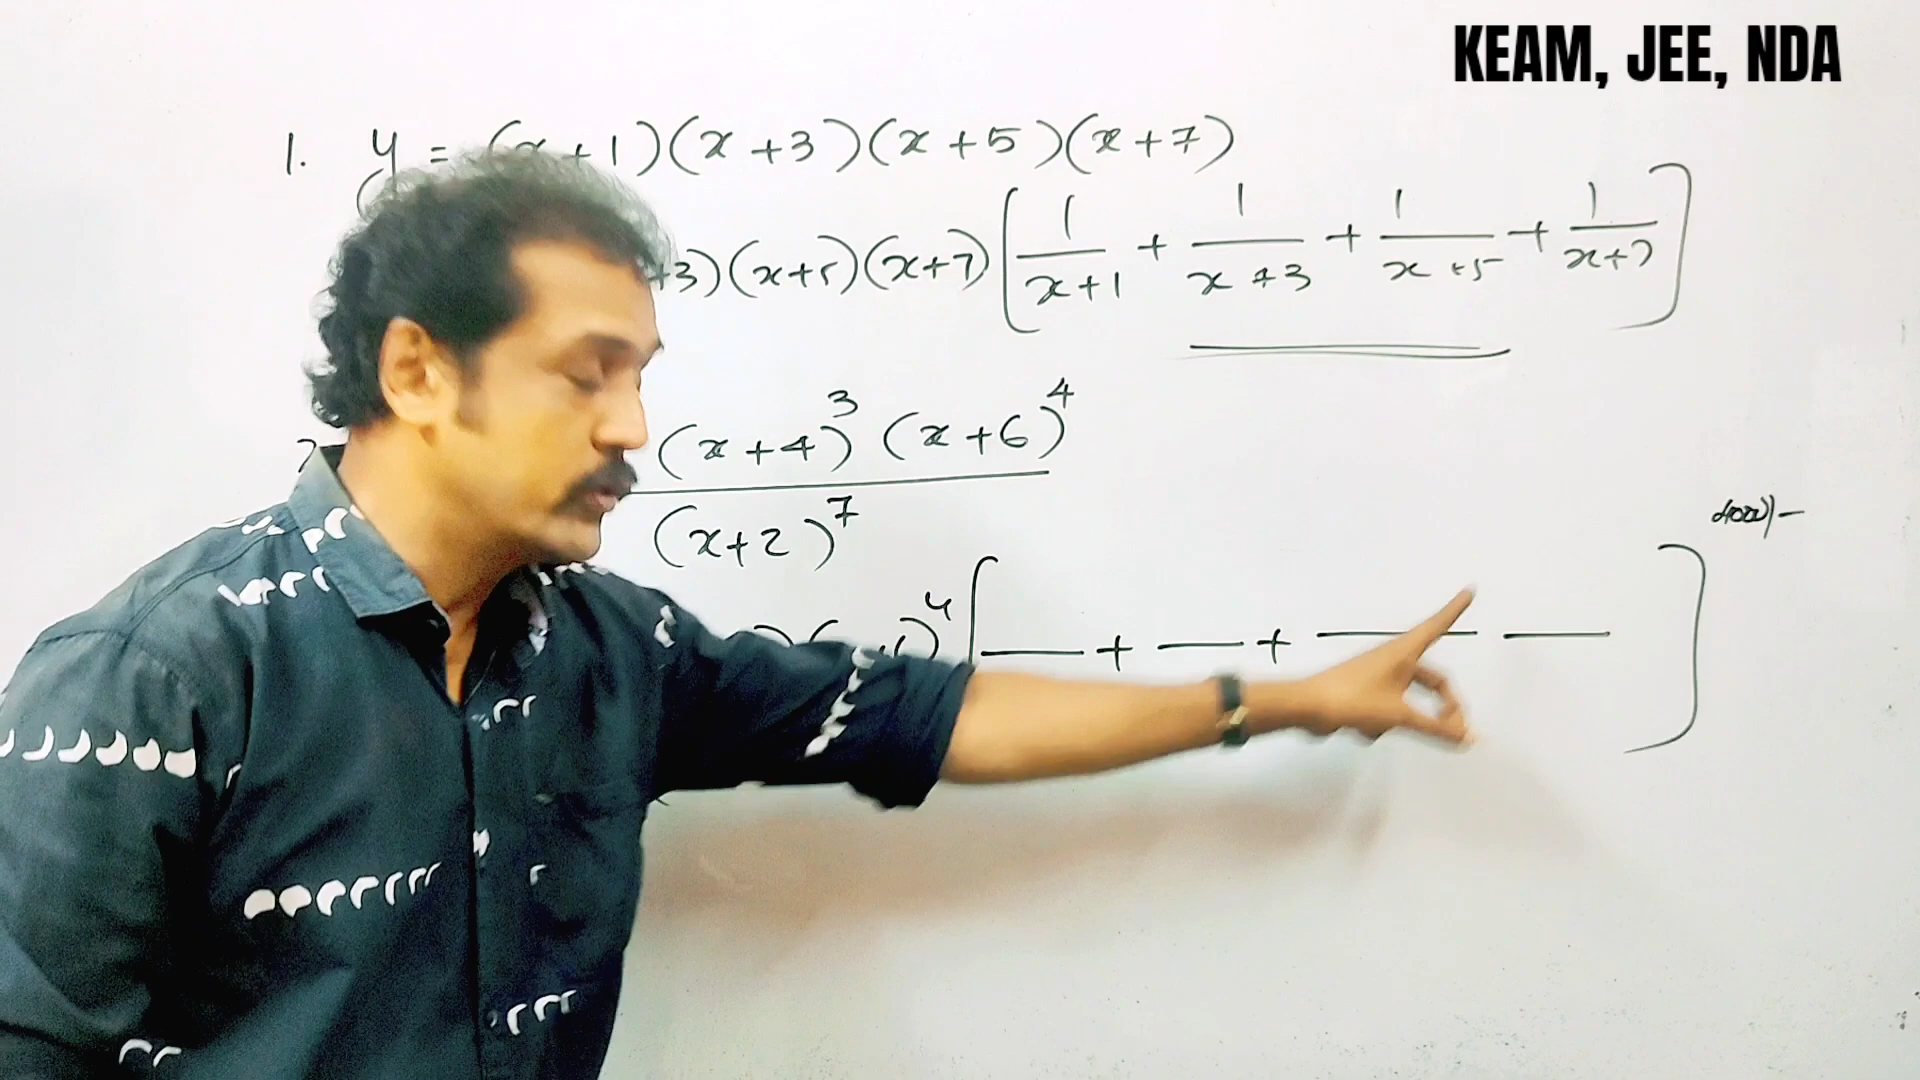 KEAM, JEE, NDA
1. y = (x+1)(x+3)(x+5)(x+7)
+3)(x+5)(x+7)[1/(x+1) + 1/(x+3) + 1/(x+5) + 1/(x+7)]
(x+4)³ (x+6)⁴
(x+2)⁷
)⁴ [ — + — + — — ]